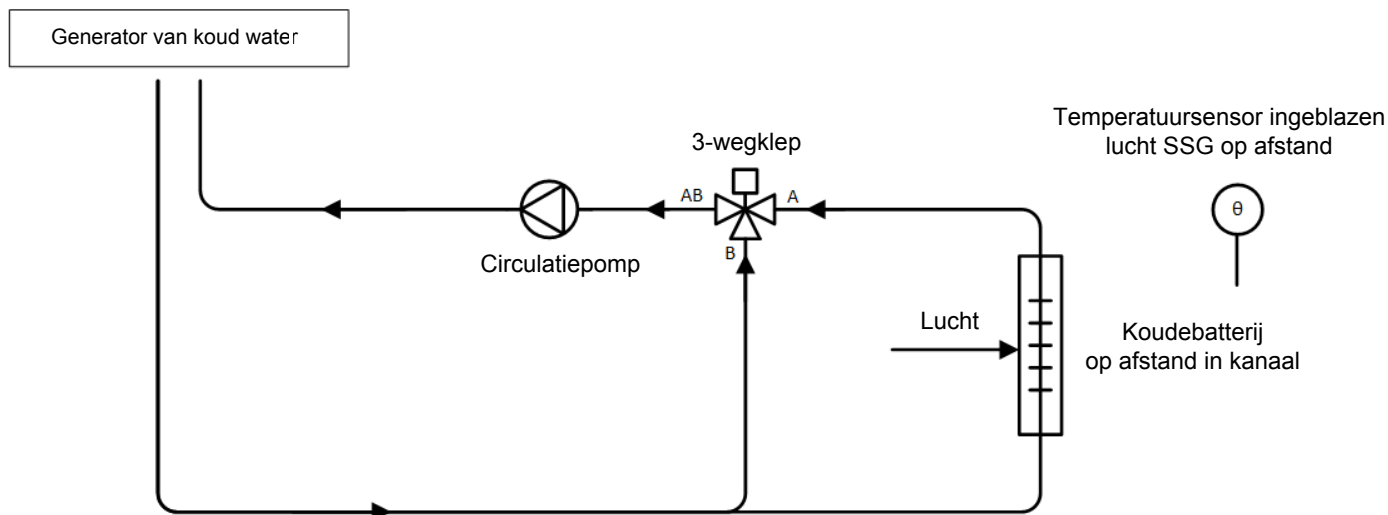 Generator van koud water
Temperatuursensor ingeblazen
lucht SSG op afstand
3-wegklep
AB
A
θ
B
Circulatiepomp
Lucht
Koudebatterij
op afstand in kanaal